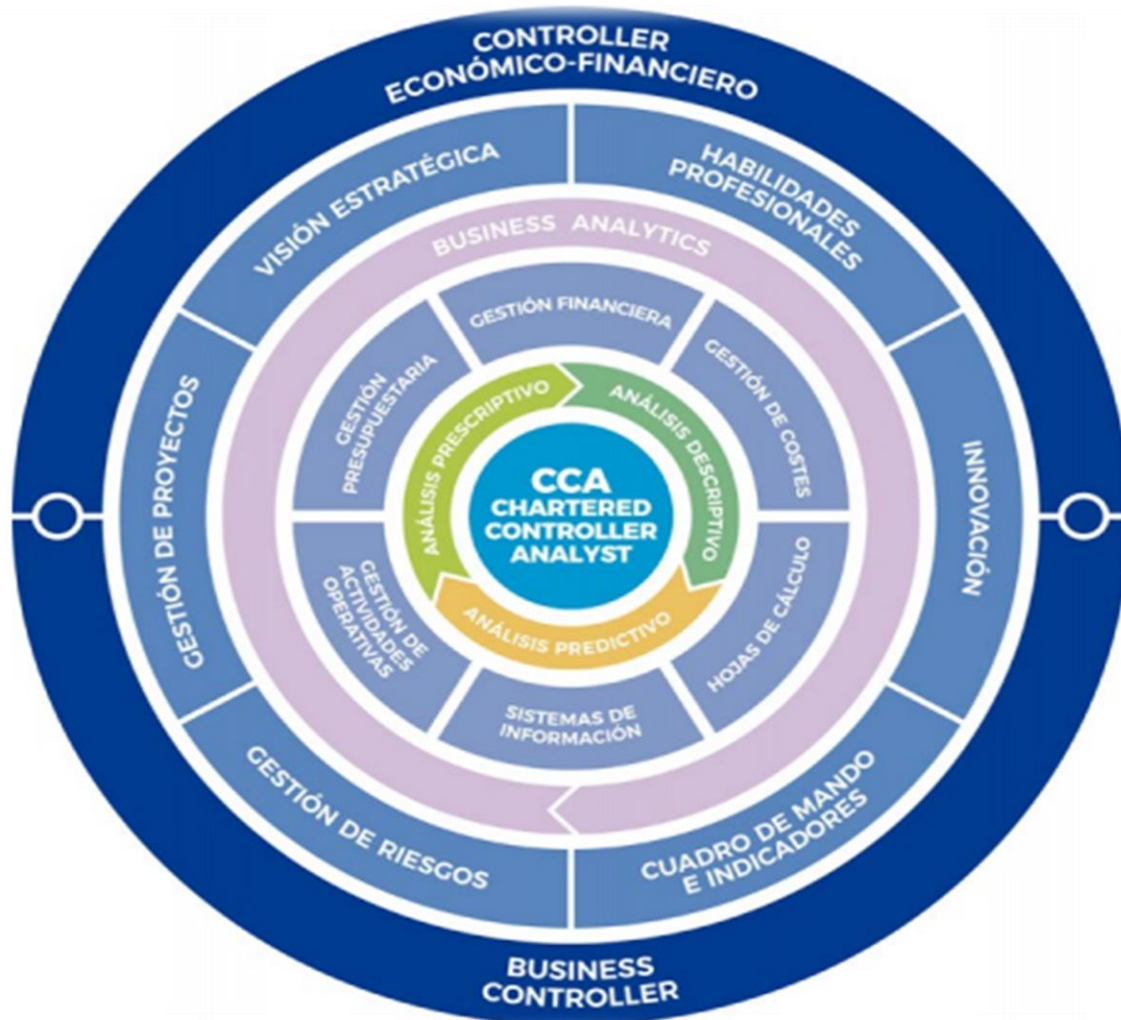 CONTROLLER
ECONÓMICO-FINANCIERO
VISIÓN ESTRATÉGICA
HABILIDADES
PROFESIONALES
INNOVACIÓN
CUADRO DE MANDO
E INDICADORES
GESTIÓN DE RIESGOS
GESTIÓN DE PROYECTOS
BUSINESS ANALYTICS
GESTIÓN FINANCIERA
GESTIÓN DE COSTES
HOJAS DE CÁLCULO
SISTEMAS DE
INFORMACIÓN
GESTIÓN DE
ACTIVIDADES
OPERATIVAS
GESTIÓN
PRESUPUESTARIA
ANÁLISIS PRESCRIPTIVO
ANÁLISIS DESCRIPTIVO
ANÁLISIS PREDICTIVO
CCA
CHARTERED
CONTROLLER
ANALYST
BUSINESS
CONTROLLER